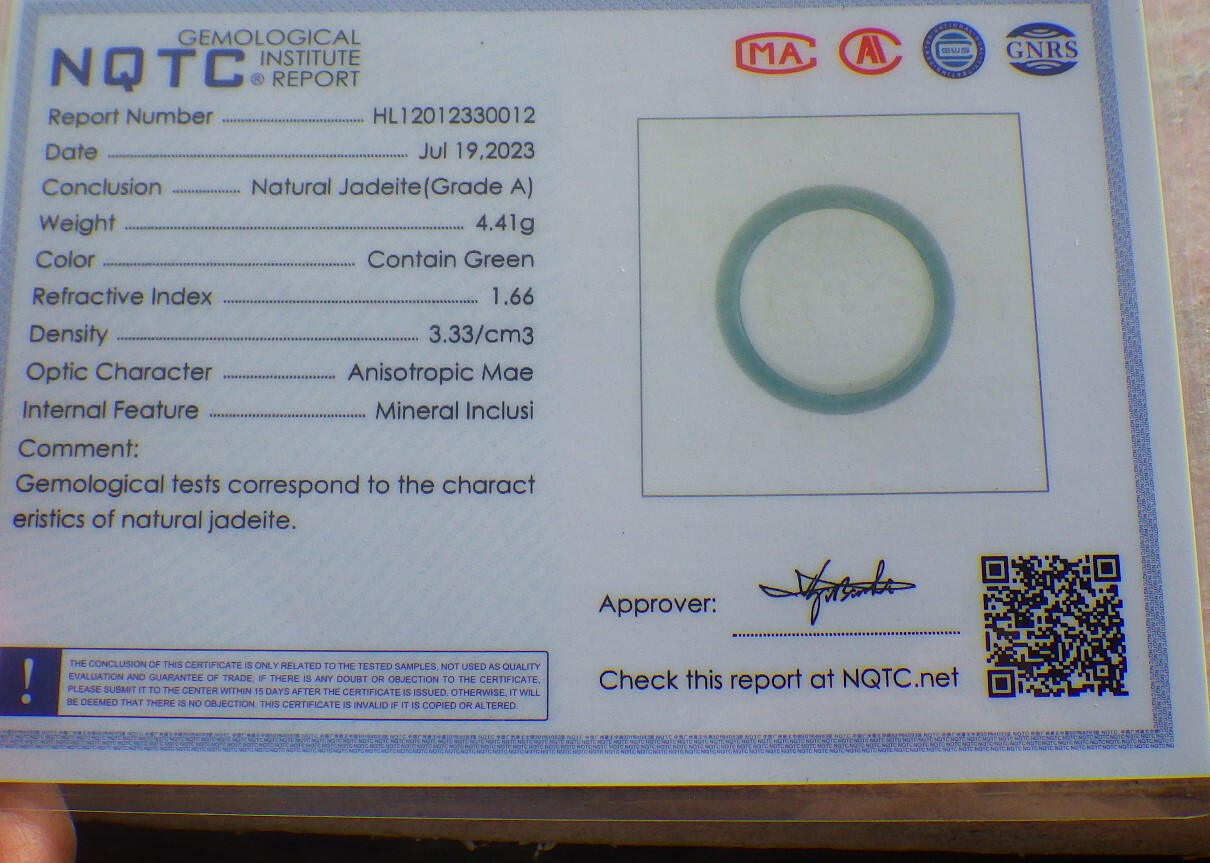 NQTC® GEMOLOGICAL
INSTITUTE
REPORT
MA
GWS
GNRS
Report Number ........................ HL12012330012
Date ........................ Jul 19,2023
Conclusion ............ Natural Jadeite(Grade A)
Weight ........................ 4.41g
Color ........................ Contain Green
Refractive Index ........................ 1.66
Density ........................ 3.33/cm3
Optic Character ............ Anisotropic Mae
Internal Feature ............ Mineral Inclusi
Comment:
Gemological tests correspond to the charact
eristics of natural jadeite.
Approver:
Check this report at NQTC.net
!
THE CONCLUSION OF THIS CERTIFICATE IS ONLY RELATED TO THE TESTED SAMPLES, NOT USED AS QUALITY
EVALUATION AND GUARANTEE OF TRADE; IF THERE IS ANY DOUBT OR OBJECTION TO THE CERTIFICATE,
PLEASE SUBMIT IT TO THE CENTER WITHIN 15 DAYS AFTER THE CERTIFICATE IS ISSUED. OTHERWISE, IT WILL
BE DEEMED THAT THERE IS NO OBJECTION. THIS CERTIFICATE IS INVALID IF IT IS COPIED OR ALTERED.